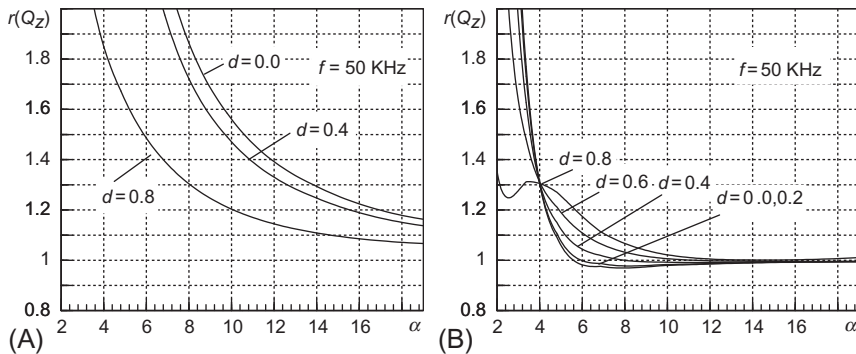 r(Qz)
1.8
1.6
1.4
1.2
1
0.8
d = 0.0
f = 50 KHz
d = 0.4
d = 0.8
2 4 6 8 10 12 14 16 α
(A)
r(Qz)
1.8
1.6
1.4
1.2
1
0.8
f = 50 KHz
d = 0.8
d = 0.6
d = 0.4
d = 0.0,0.2
2 4 6 8 10 12 14 16 α
(B)